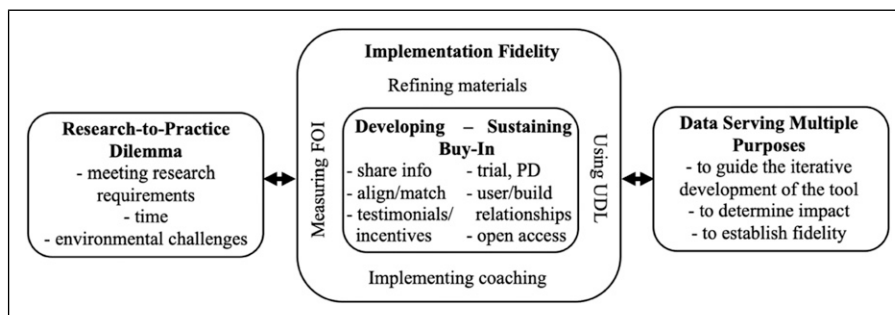 Research-to-Practice
Dilemma
- meeting research
requirements
- time
- environmental challenges
Implementation Fidelity
Refining materials
Measuring FOI
Developing – Sustaining
Buy-In
- share info
- align/match
- testimonials/
incentives
- trial, PD
- user/build
relationships
- open access
Using UDL
Implementing coaching
Data Serving Multiple
Purposes
- to guide the iterative
development of the tool
- to determine impact
- to establish fidelity